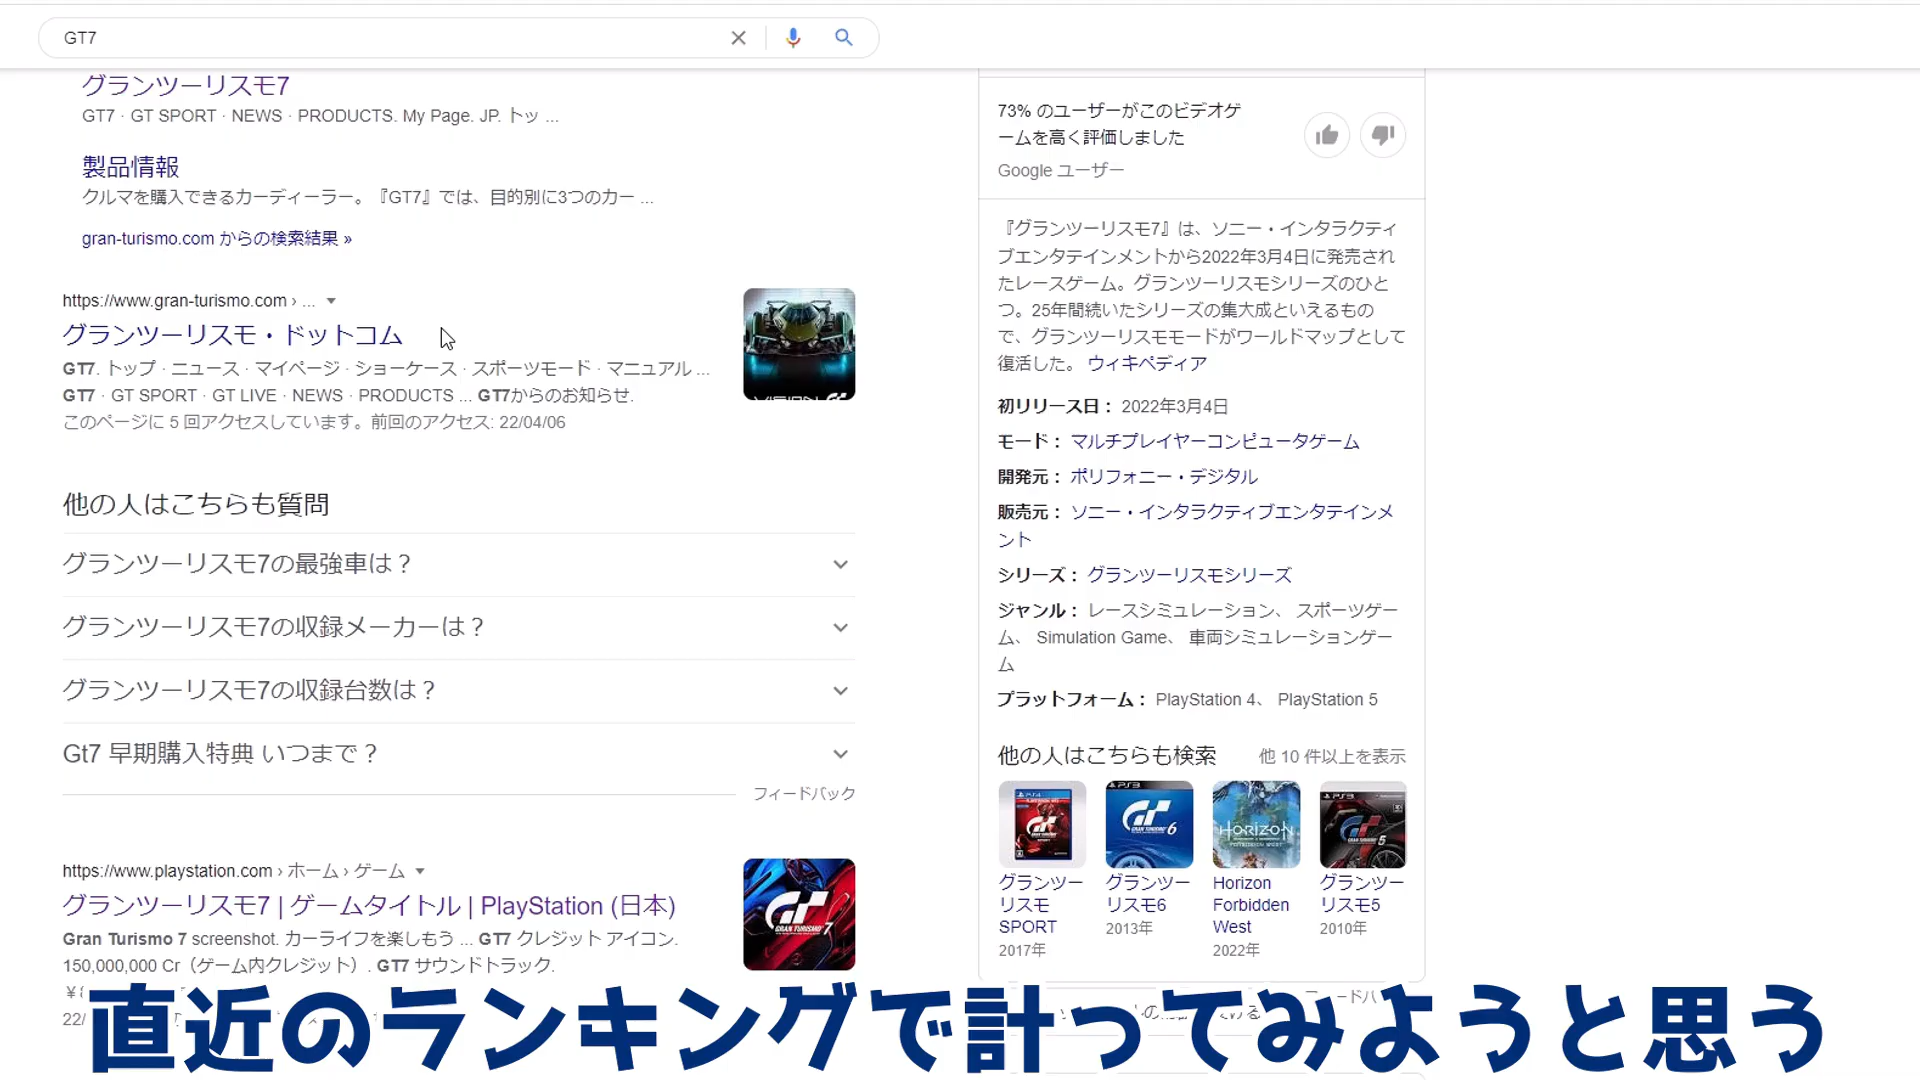 GT7
グランツーリスモ7
GT7 · GT SPORT · NEWS · PRODUCTS. My Page. JP. トッ ...
製品情報
クルマを購入できるカーディーラー。『GT7』では、目的別に3つのカー ...
gran-turismo.com からの検索結果 »
https://www.gran-turismo.com › ...
グランツーリスモ・ドットコム
GT7. トップ · ニュース · マイページ · ショーケース · スポーツモード · マニュアル ...
GT7 · GT SPORT · GT LIVE · NEWS · PRODUCTS ... GT7からのお知らせ.
このページに 5 回アクセスしています。前回のアクセス: 22/04/06
他の人はこちらも質問
グランツーリスモ7の最強車は？
グランツーリスモ7の収録メーカーは？
グランツーリスモ7の収録台数は？
Gt7 早期購入特典 いつまで？
フィードバック
https://www.playstation.com › ホーム › ゲーム
グランツーリスモ7 | ゲームタイトル | PlayStation (日本)
Gran Turismo 7 screenshot. カーライフを楽しもう ... GT7 クレジット アイコン.
150,000,000 Cr（ゲーム内クレジット）. GT7 サウンドトラック.
GRAN TURISMO 7
73% のユーザーがこのビデオゲ
ームを高く評価しました
Google ユーザー
『グランツーリスモ7』は、ソニー・インタラクティ
ブエンタテインメントから2022年3月4日に発売され
たレースゲーム。グランツーリスモシリーズのひと
つ。25年間続いたシリーズの集大成といえるもの
で、グランツーリスモモードがワールドマップとして
復活した。 ウィキペディア
初リリース日： 2022年3月4日
モード： マルチプレイヤーコンピュータゲーム
開発元： ポリフォニー・デジタル
販売元： ソニー・インタラクティブエンタテインメ
ント
シリーズ： グランツーリスモシリーズ
ジャンル： レースシミュレーション、 スポーツゲー
ム、 Simulation Game、 車両シミュレーションゲー
ム
プラットフォーム： PlayStation 4、 PlayStation 5
他の人はこちらも検索
他 10 件以上を表示
グランツー
リスモ
SPORT
2017年
グランツー
リスモ6
2013年
Horizon
Forbidden
West
2022年
グランツー
リスモ5
2010年
直近のランキングで計ってみようと思う